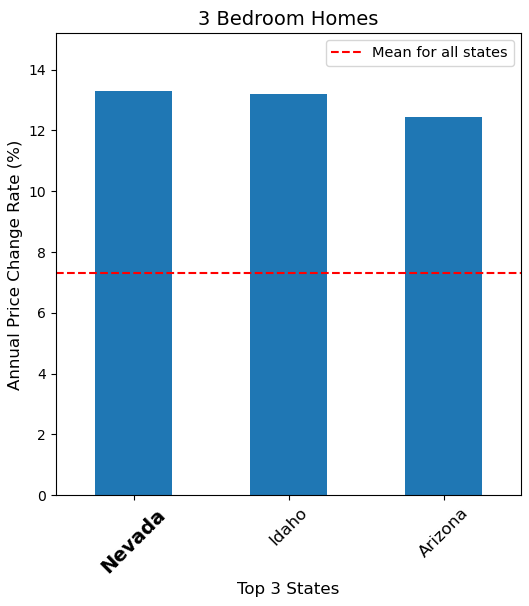 3 Bedroom Homes
Mean for all states
Annual Price Change Rate (%)
14
12
10
8
6
4
2
0
Nevada
Idaho
Arizona
Top 3 States